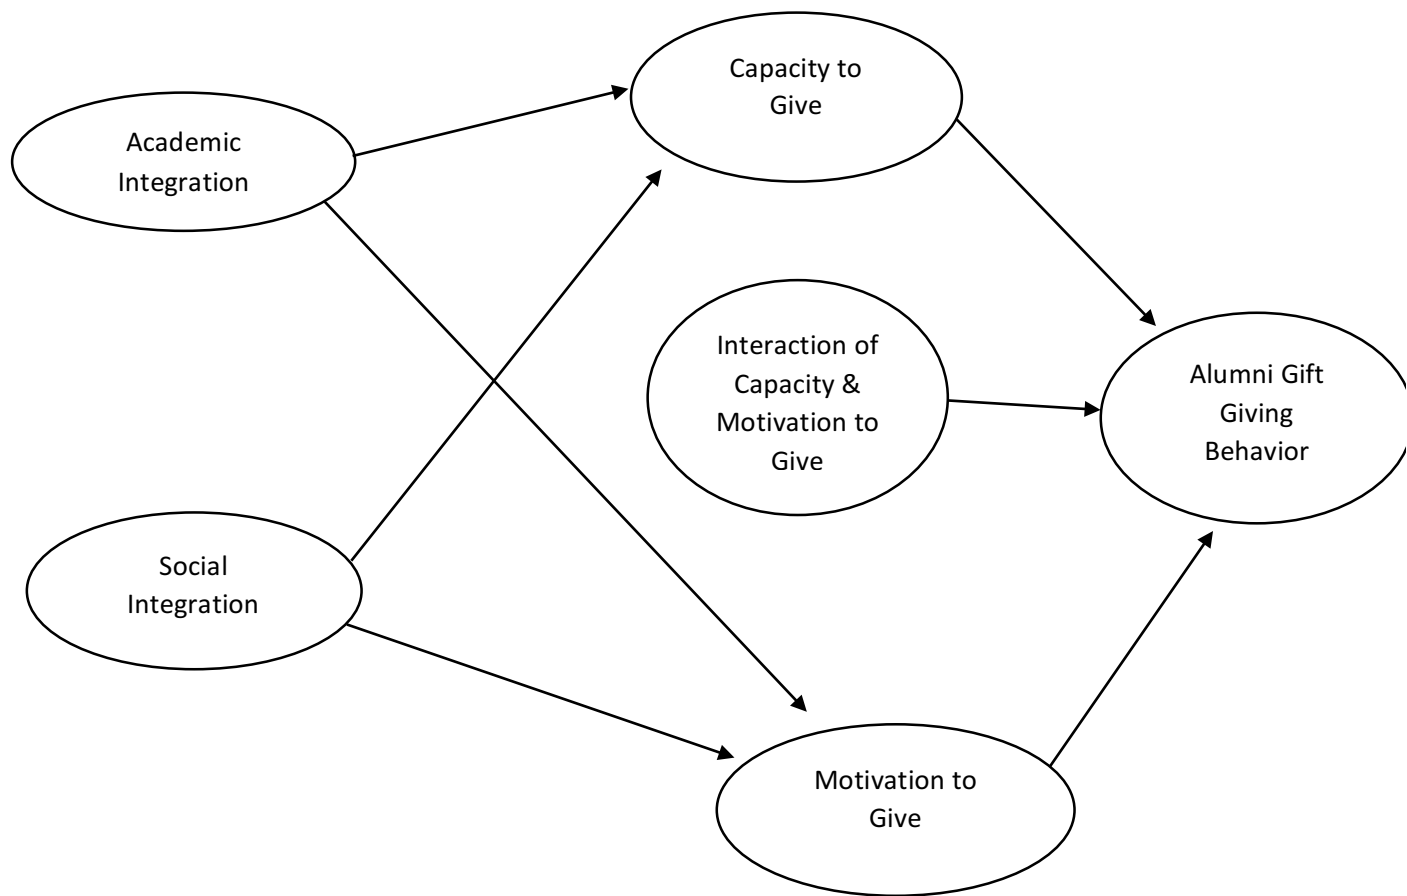 Capacity to
Give
Academic
Integration
Interaction of
Capacity &
Motivation to
Give
Alumni Gift
Giving
Behavior
Social
Integration
Motivation to
Give